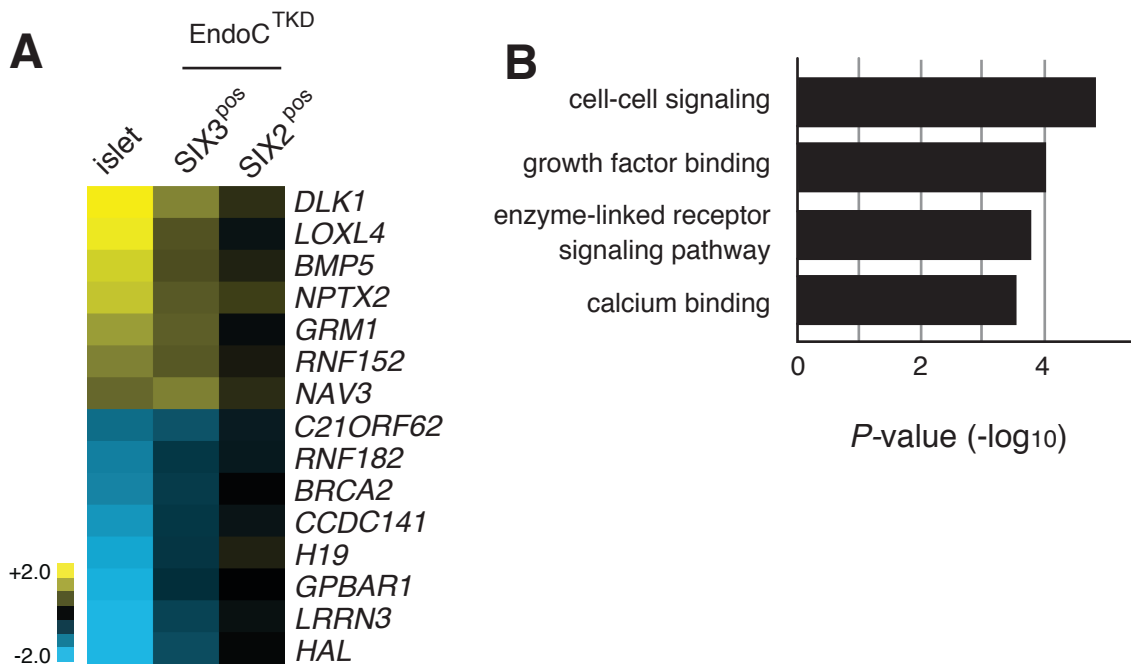 A
EndoC^TKD
islet
SIX3^pos
SIX2^pos
DLK1
LOXL4
BMP5
NPTX2
GRM1
RNF152
NAV3
C21ORF62
RNF182
BRCA2
CCDC141
H19
GPBAR1
LRRN3
HAL
+2.0
-2.0
B
cell-cell signaling
growth factor binding
enzyme-linked receptor
signaling pathway
calcium binding
0 2 4
P-value (-log10)